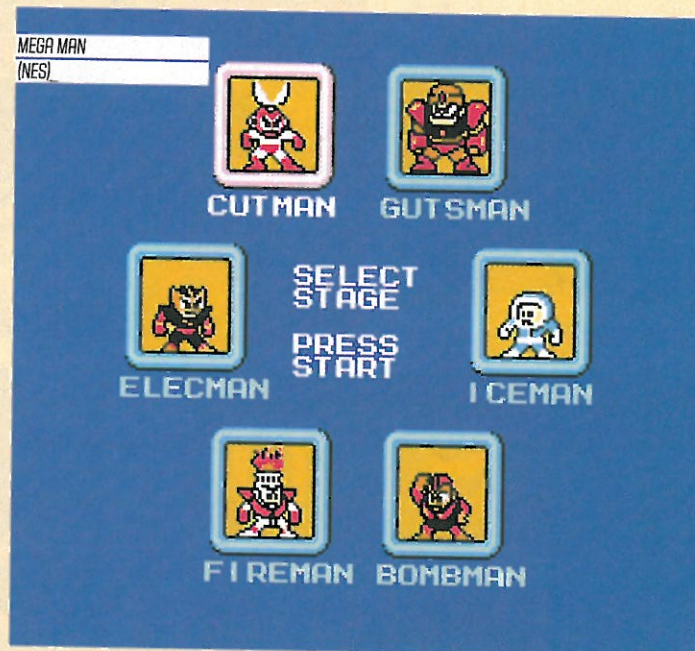 MEGA MAN
(NES)_
CUTMAN GUTSMAN
SELECT
STAGE
PRESS
START
ELECMAN ICEMAN
FIREMAN BOMBMAN